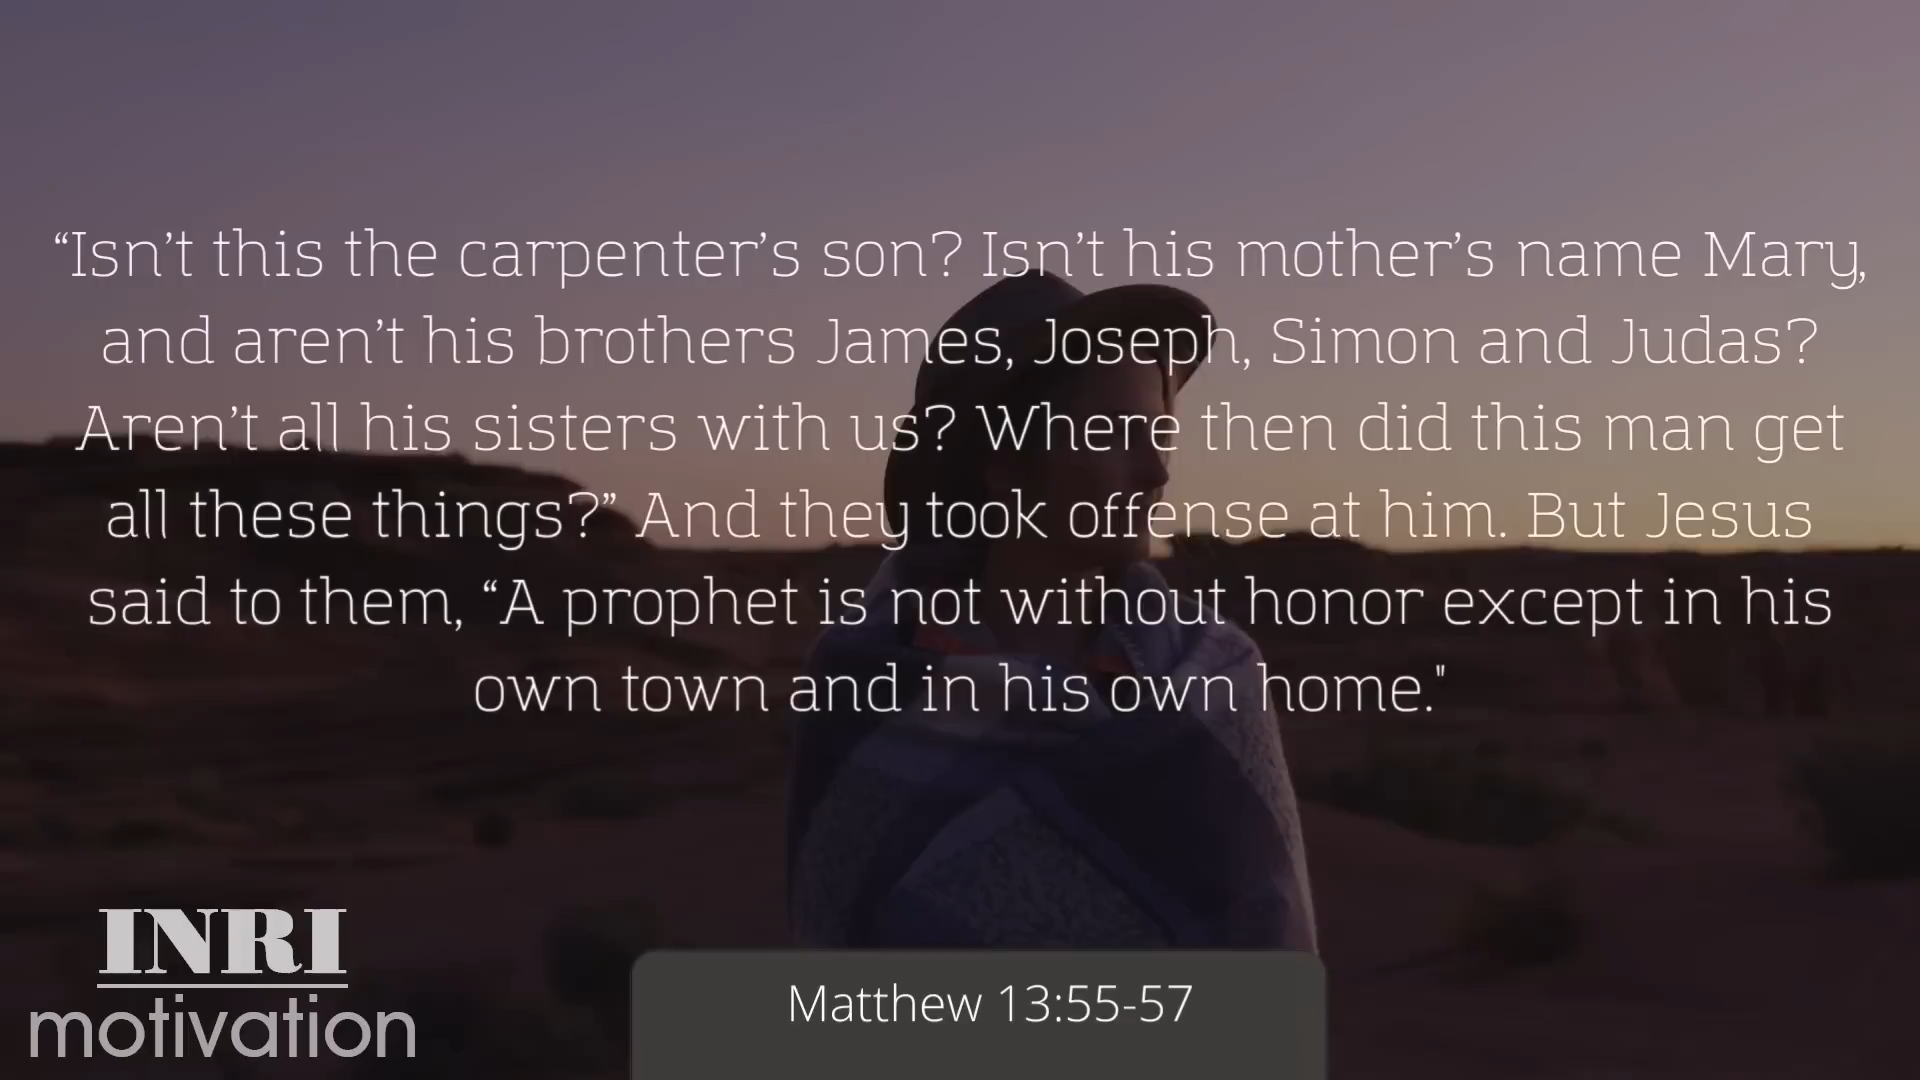 “Isn’t this the carpenter’s son? Isn’t his mother’s name Mary,
and aren’t his brothers James, Joseph, Simon and Judas?
Aren’t all his sisters with us? Where then did this man get
all these things?” And they took offense at him. But Jesus
said to them, “A prophet is not without honor except in his
own town and in his own home."
INRI
motivation
Matthew 13:55-57